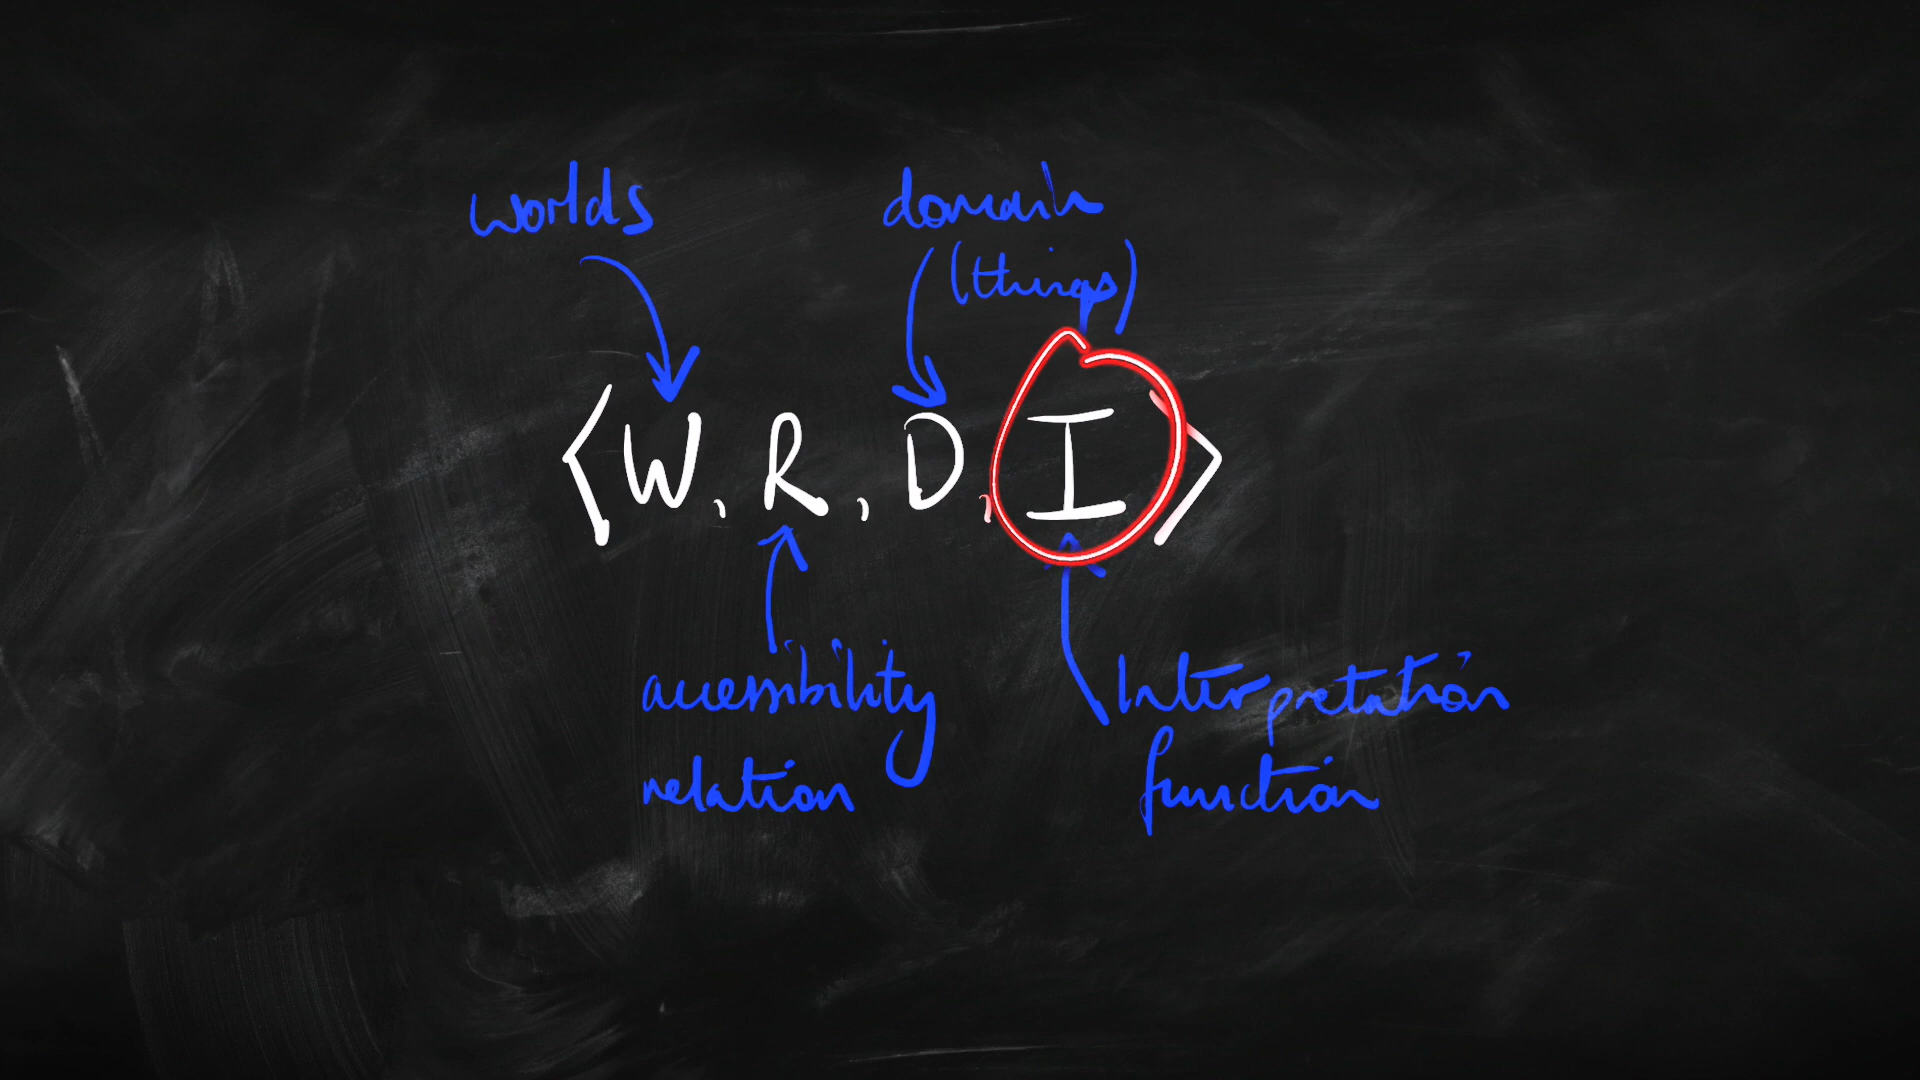 worlds
domain
(things)
⟨W, R, D, I⟩
accessibility
relation
Interpretation
function